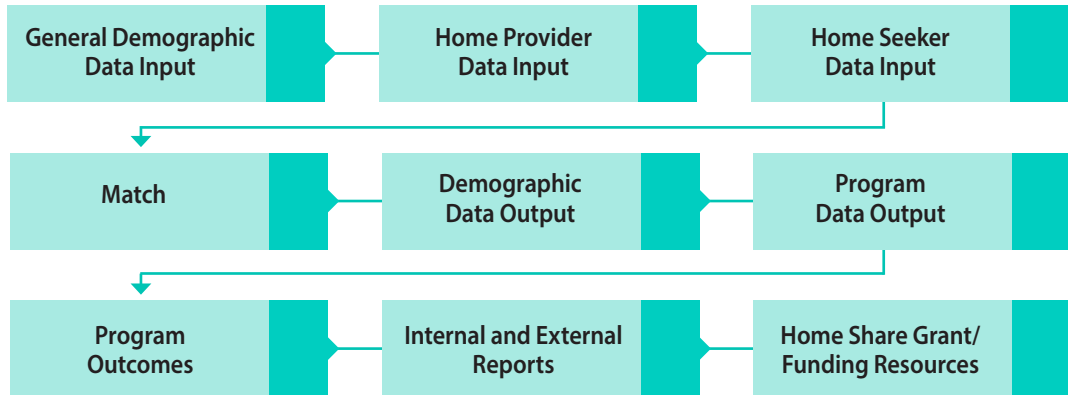 General Demographic
Data Input
Home Provider
Data Input
Home Seeker
Data Input
Match
Demographic
Data Output
Program
Data Output
Program
Outcomes
Internal and External
Reports
Home Share Grant/
Funding Resources